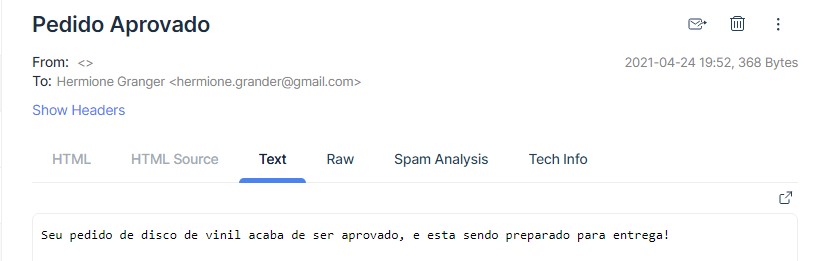 Pedido Aprovado
From: <>
2021-04-24 19:52, 368 Bytes
To: Hermione Granger <hermione.grander@gmail.com>
Show Headers
HTML HTML Source Text Raw Spam Analysis Tech Info
Seu pedido de disco de vinil acaba de ser aprovado, e esta sendo preparado para entrega!